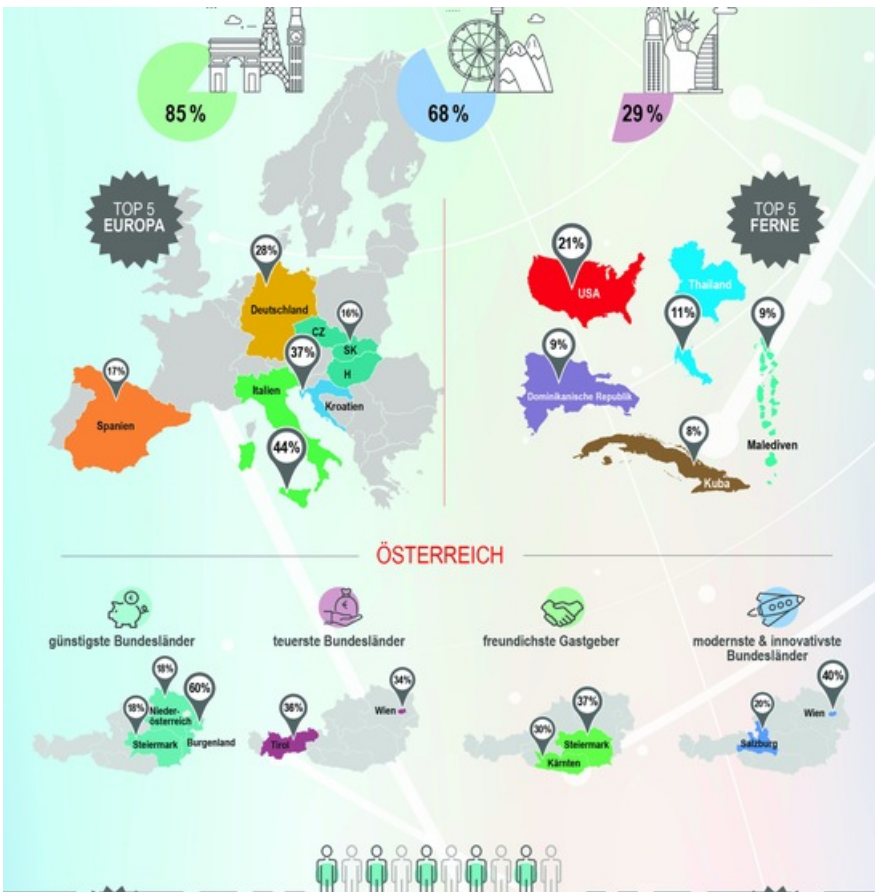 85 %
68 %
29 %
TOP 5
EUROPA
TOP 5
FERNE
28%
Deutschland
CZ
16%
SK
H
37%
Italien
Kroatien
17%
Spanien
44%
21%
USA
Thailand
11%
9%
9%
Dominikanische Republik
8%
Kuba
Malediven
ÖSTERREICH
günstigste Bundesländer
18%
18%
60%
Nieder-
österreich
Steiermark
Burgenland
teuerste Bundesländer
34%
36%
Wien
Tirol
freundichste Gastgeber
37%
30%
Steiermark
Kärnten
modernste & innovativste
Bundesländer
40%
20%
Wien
Salzburg